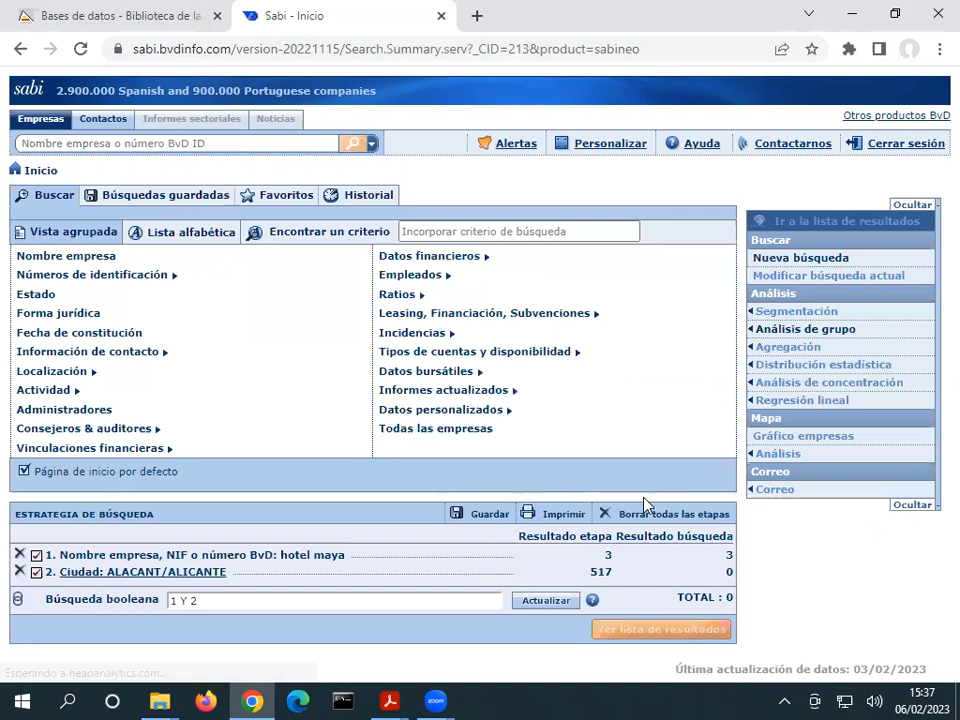 Bases de datos - Biblioteca de la
Sabi - Inicio
sabi.bvdinfo.com/version-20221115/Search.Summary.serv?_CID=213&product=sabineo
sabi 2.900.000 Spanish and 900.000 Portuguese companies
Empresas Contactos Informes sectoriales Noticias
Otros productos BvD
Nombre empresa o número BvD ID
Alertas Personalizar Ayuda Contactarnos Cerrar sesión
Inicio
Buscar Búsquedas guardadas Favoritos Historial
Vista agrupada Lista alfabética Encontrar un criterio Incorporar criterio de búsqueda
Nombre empresa
Números de identificación
Estado
Forma jurídica
Fecha de constitución
Información de contacto
Localización
Actividad
Administradores
Consejeros & auditores
Vinculaciones financieras
Datos financieros
Empleados
Ratios
Leasing, Financiación, Subvenciones
Incidencias
Tipos de cuentas y disponibilidad
Datos bursátiles
Informes actualizados
Datos personalizados
Todas las empresas
Página de inicio por defecto
Ocultar
Ir a la lista de resultados
Buscar
Nueva búsqueda
Modificar búsqueda actual
Análisis
Segmentación
Análisis de grupo
Agregación
Distribución estadística
Análisis de concentración
Regresión lineal
Mapa
Gráfico empresas
Análisis
Correo
Correo
Ocultar
ESTRATEGIA DE BÚSQUEDA Guardar Imprimir Borrar todas las etapas
Resultado etapa Resultado búsqueda
1. Nombre empresa, NIF o número BvD: hotel maya 3 3
2. Ciudad: ALACANT/ALICANTE 517 0
Búsqueda booleana 1 Y 2 Actualizar TOTAL : 0
Ver lista de resultados
Última actualización de datos: 03/02/2023
Esperando a neapanalytics.com...
zoom
15:37
06/02/2023